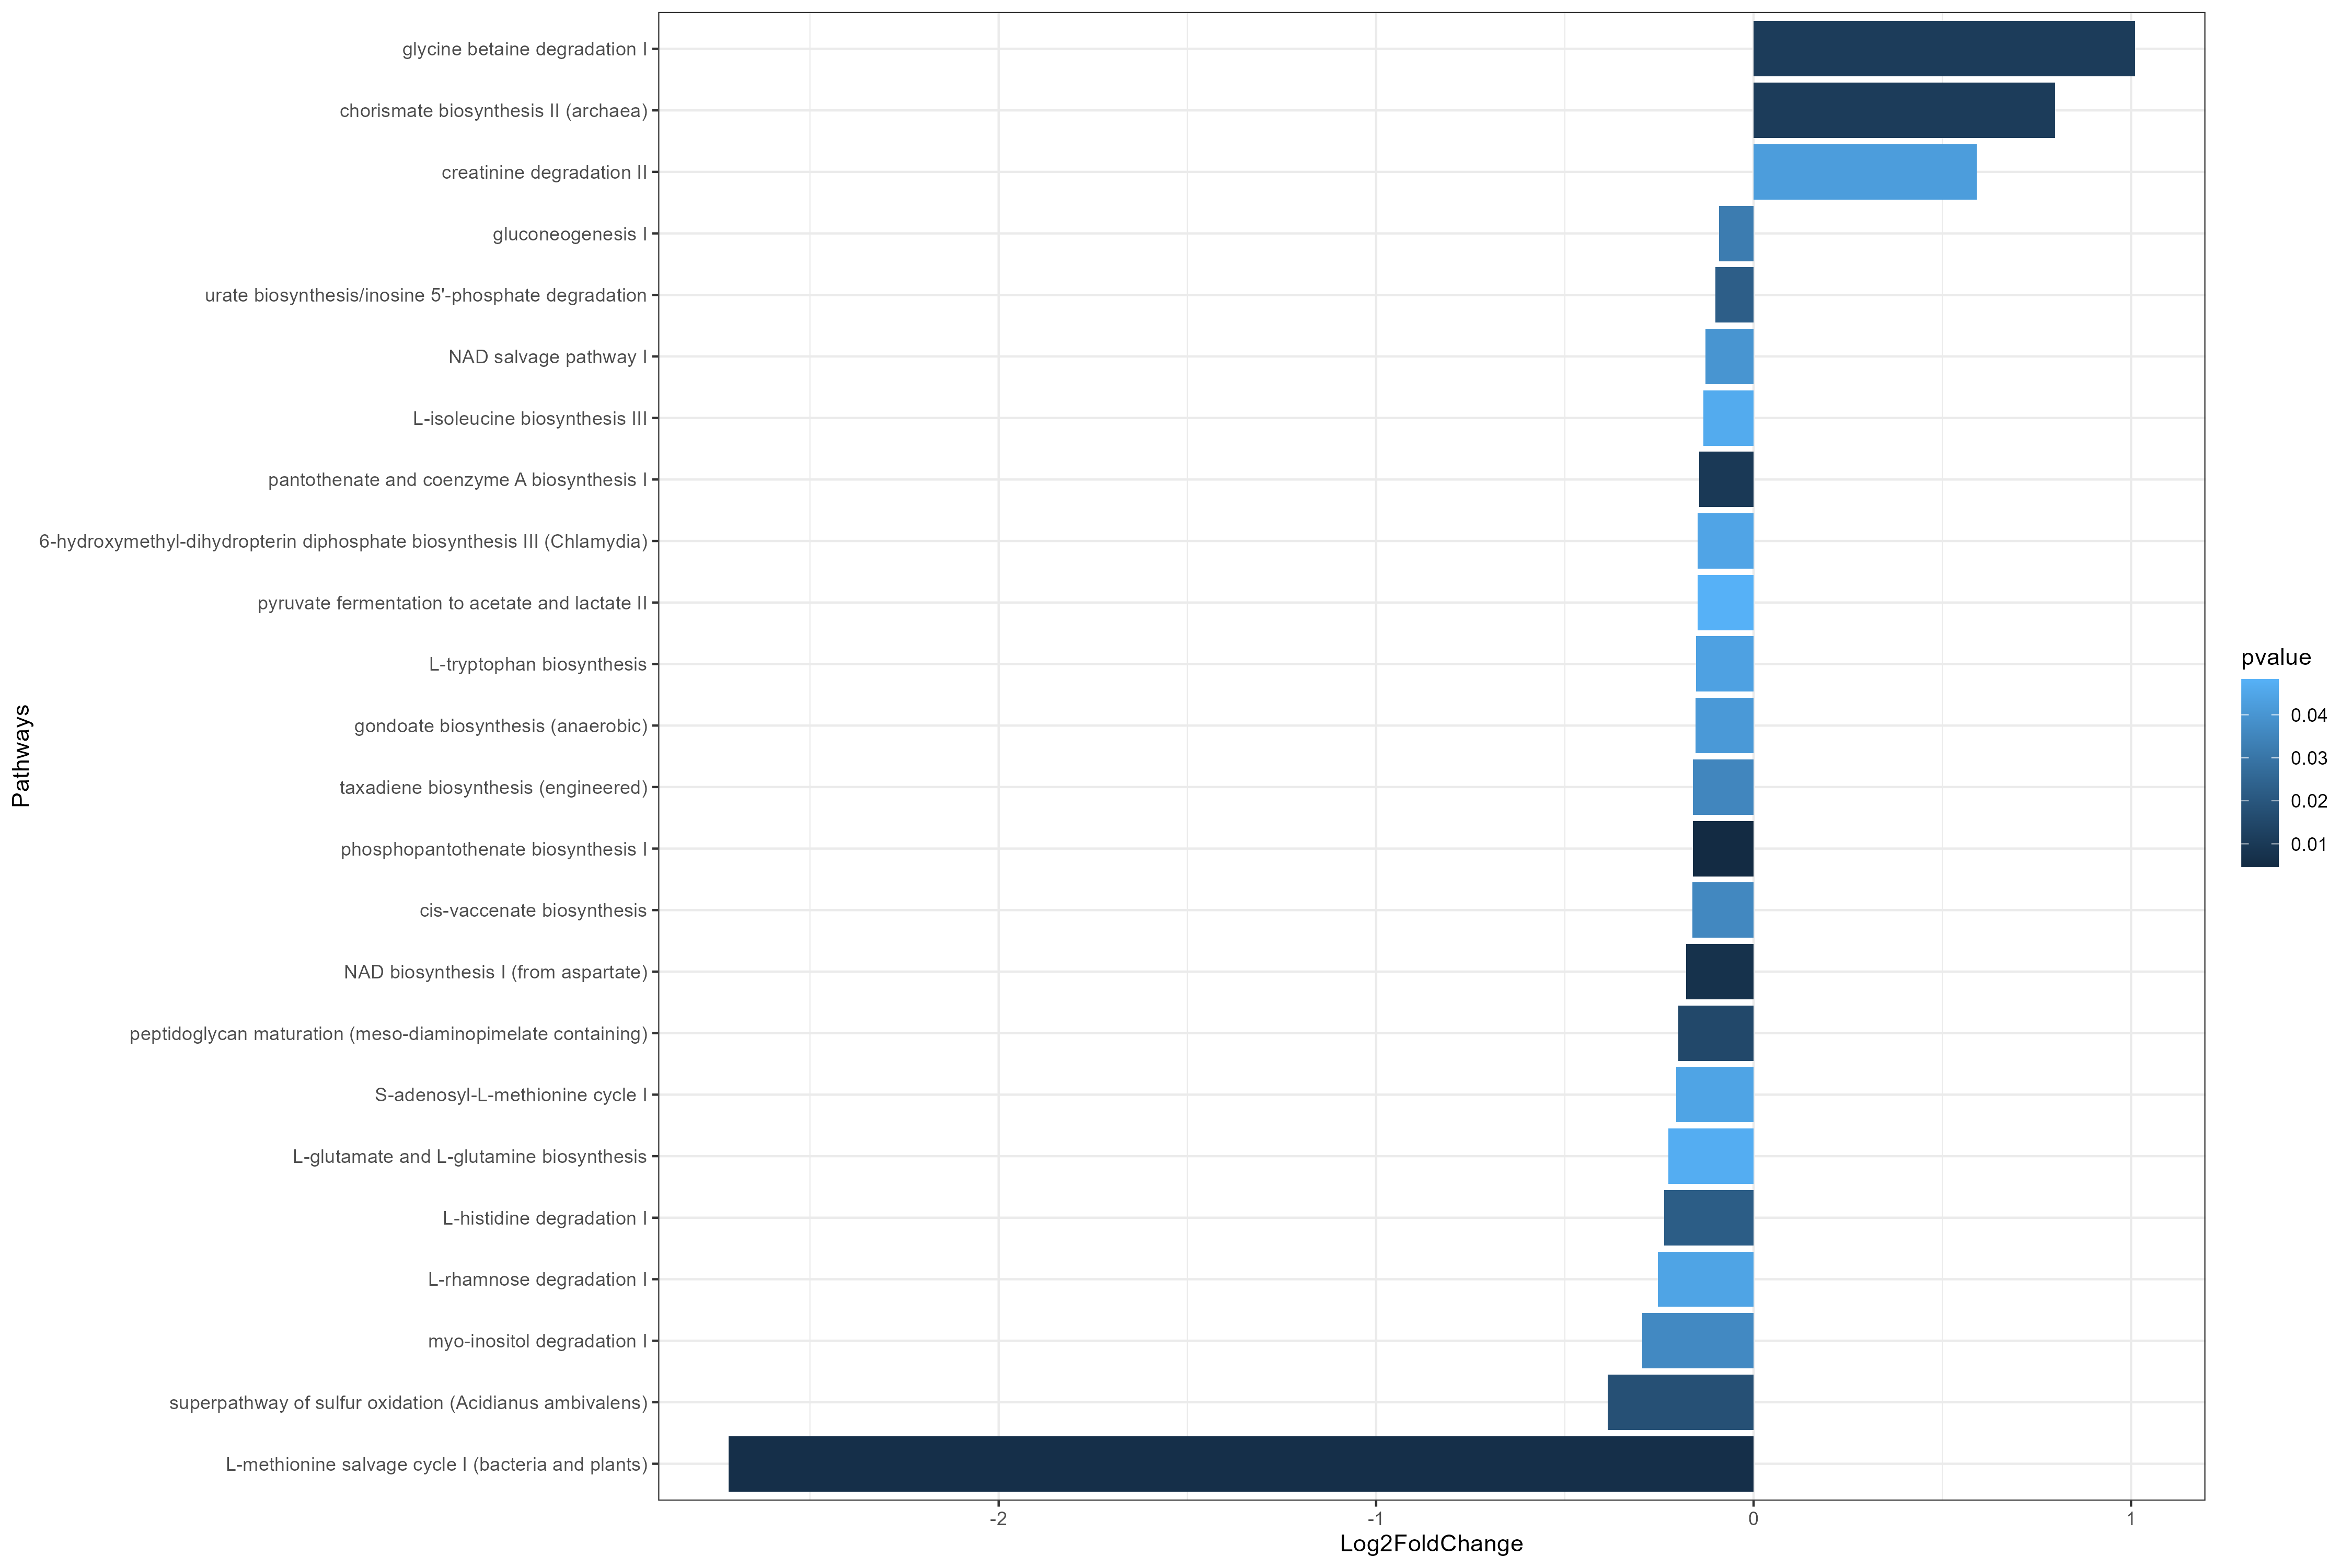 glycine betaine degradation I
chorismate biosynthesis II (archaea)
creatinine degradation II
gluconeogenesis I
urate biosynthesis/inosine 5'-phosphate degradation
NAD salvage pathway I
L-isoleucine biosynthesis III
pantothenate and coenzyme A biosynthesis I
6-hydroxymethyl-dihydropterin diphosphate biosynthesis III (Chlamydia)
pyruvate fermentation to acetate and lactate II
L-tryptophan biosynthesis
gondoate biosynthesis (anaerobic)
taxadiene biosynthesis (engineered)
phosphopantothenate biosynthesis I
cis-vaccenate biosynthesis
NAD biosynthesis I (from aspartate)
peptidoglycan maturation (meso-diaminopimelate containing)
S-adenosyl-L-methionine cycle I
L-glutamate and L-glutamine biosynthesis
L-histidine degradation I
L-rhamnose degradation I
myo-inositol degradation I
superpathway of sulfur oxidation (Acidianus ambivalens)
L-methionine salvage cycle I (bacteria and plants)
Pathways
-2 -1 0 1
Log2FoldChange
pvalue
0.04
0.03
0.02
0.01